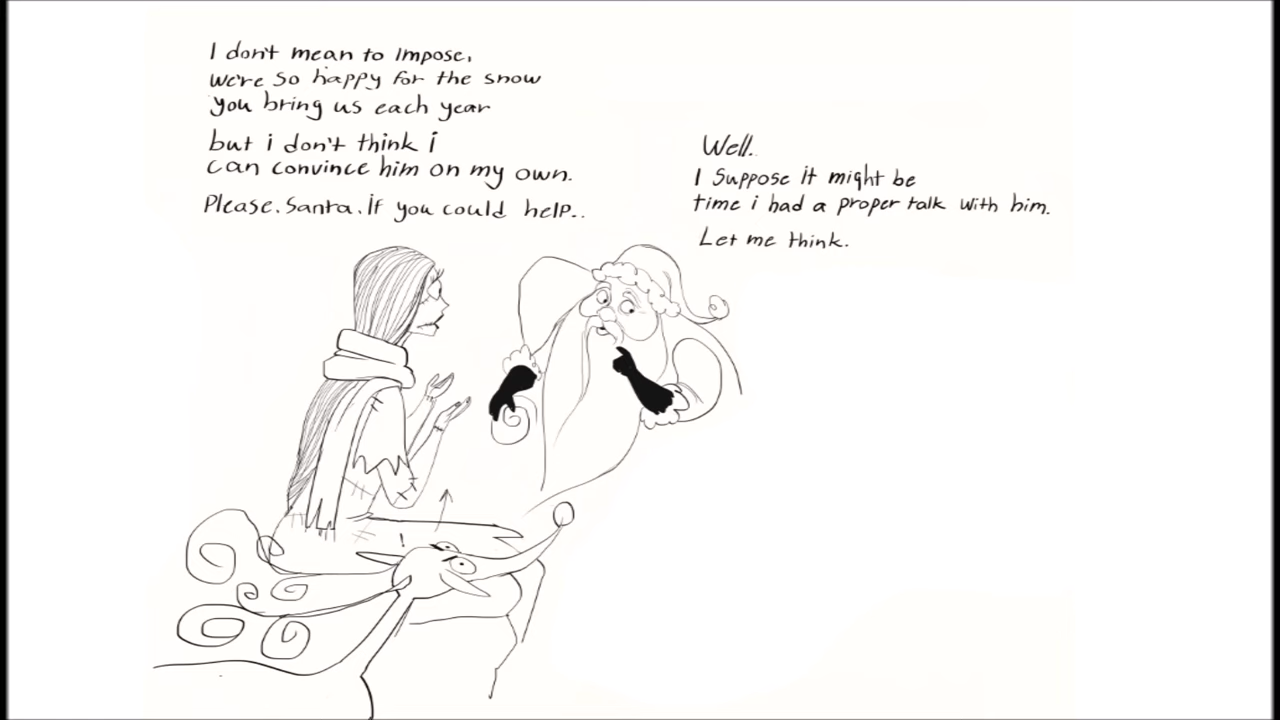 I don't mean to impose,
we're so happy for the snow
you bring us each year
but i don't think i
can convince him on my own.
Please. Santa. if you could help..
Well.
I suppose it might be
time i had a proper talk with him.
Let me think.
!